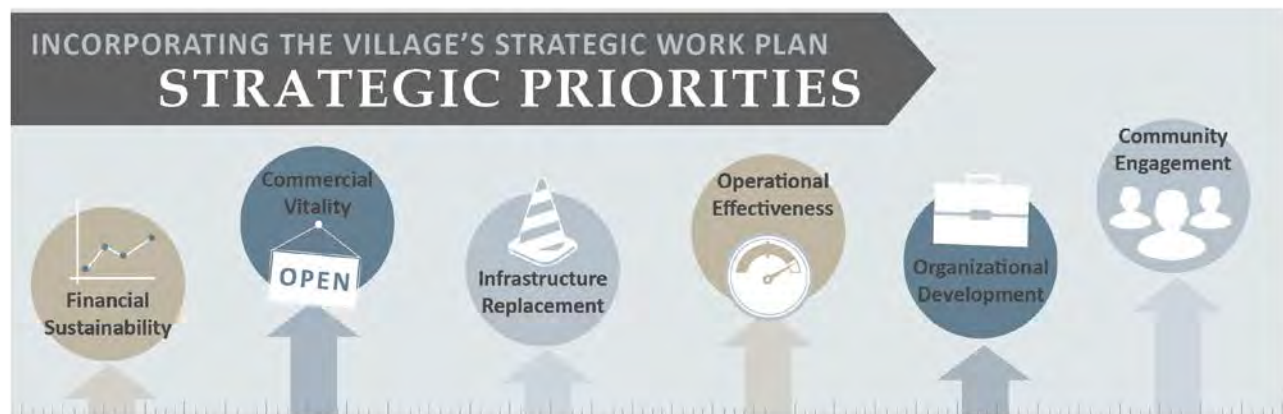 INCORPORATING THE VILLAGE'S STRATEGIC WORK PLAN
STRATEGIC PRIORITIES
Financial
Sustainability
Commercial
Vitality
OPEN
Infrastructure
Replacement
Operational
Effectiveness
Organizational
Development
Community
Engagement